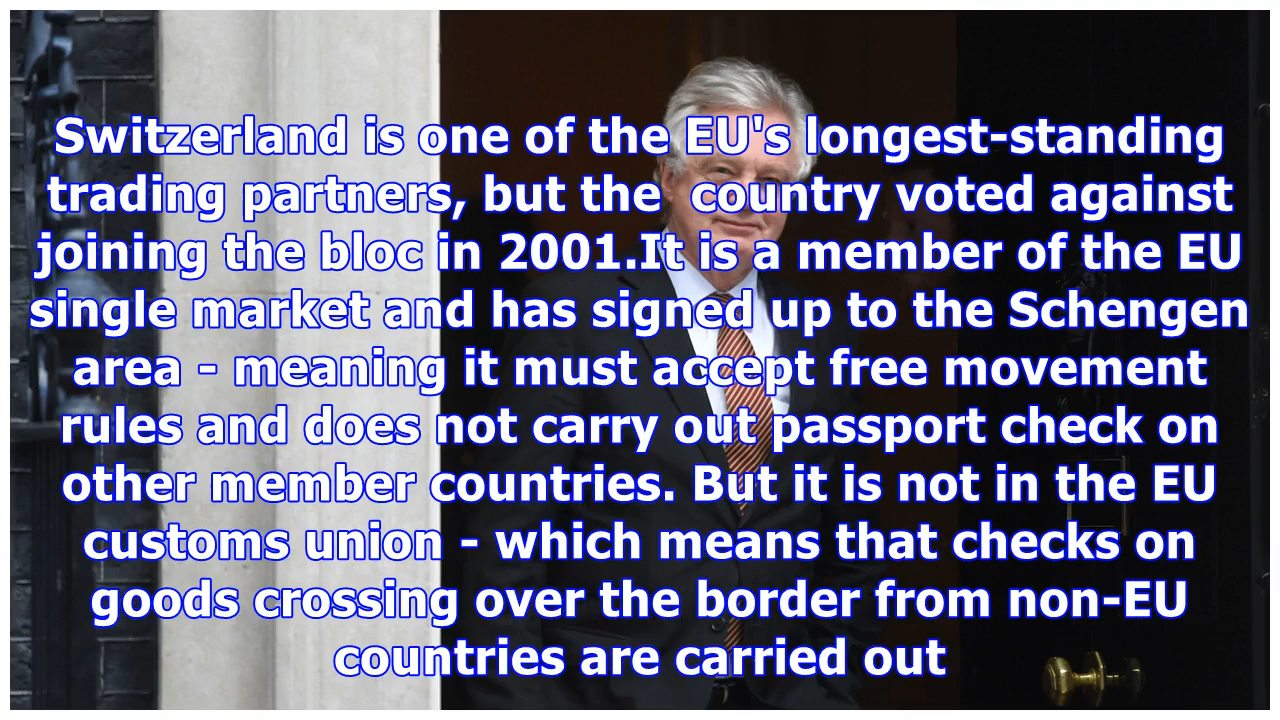 Switzerland is one of the EU's longest-standing
trading partners, but the  country voted against
joining the bloc in 2001.It is a member of the EU
single market and has signed up to the Schengen
area - meaning it must accept free movement
rules and does not carry out passport check on
other member countries. But it is not in the EU
customs union - which means that checks on
goods crossing over the border from non-EU
countries are carried out